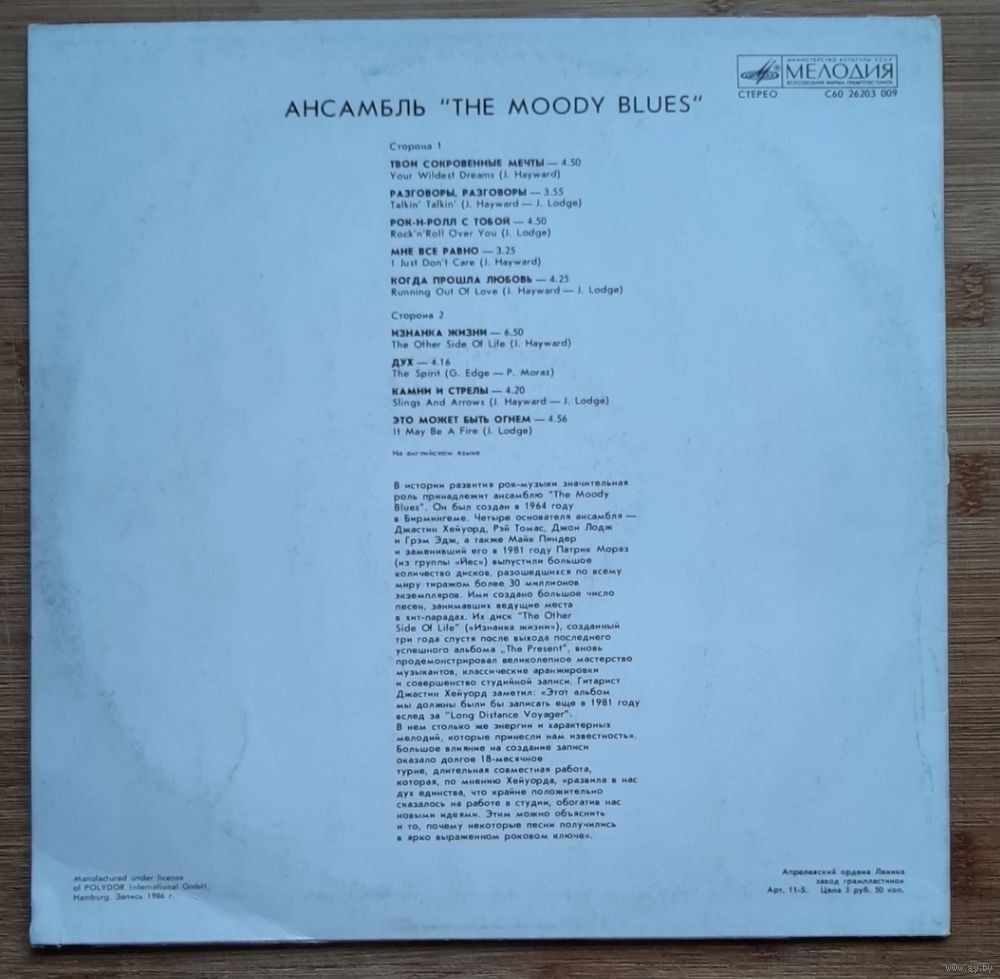 МИНИСТЕРСТВО КУЛЬТУРЫ СССР
МЕЛОДИЯ
ВСЕСОЮЗНАЯ ФИРМА ГРАМПЛАСТИНОК
СТЕРЕО С60 26203 009
АНСАМБЛЬ "THE MOODY BLUES"
Сторона 1
ТВОИ СОКРОВЕННЫЕ МЕЧТЫ — 4.50
Your Wildest Dreams (J. Hayward)
РАЗГОВОРЫ, РАЗГОВОРЫ — 3.55
Talkin' Talkin' (J. Hayward — J. Lodge)
РОК-Н-РОЛЛ С ТОБОЙ — 4.50
Rock'n'Roll Over You (J. Lodge)
МНЕ ВСЕ РАВНО — 3.25
I Just Don't Care (J. Hayward)
КОГДА ПРОШЛА ЛЮБОВЬ — 4.25
Running Out Of Love (J. Hayward — J. Lodge)
Сторона 2
ИЗНАНКА ЖИЗНИ — 6.50
The Other Side Of Life (J. Hayward)
ДУХ — 4.16
The Spirit (G. Edge — P. Moraz)
КАМНИ И СТРЕЛЫ — 4.20
Slings And Arrows (J. Hayward — J. Lodge)
ЭТО МОЖЕТ БЫТЬ ОГНЕМ — 4.56
It May Be A Fire (J. Lodge)
На английском языке
В истории развития рок-музыки значительная
роль принадлежит ансамблю "The Moody
Blues". Он был создан в 1964 году
в Бирмингеме. Четыре основателя ансамбля —
Джастин Хейуорд, Рэй Томас, Джон Лодж
и Грэм Эдж, а также Майк Пиндер
и заменивший его в 1981 году Патрик Мораз
(из группы «Йес») выпустили большое
количество дисков, разошедшихся по всему
миру тиражом более 30 миллионов
экземпляров. Ими создано большое число
песен, занимавших ведущие места
в хит-парадах. Их диск "The Other
Side Of Life" («Изнанка жизни»), созданный
три года спустя после выхода последнего
успешного альбома „The Present", вновь
продемонстрировал великолепное мастерство
музыкантов, классические аранжировки
и совершенство студийной записи. Гитарист
Джастин Хейуорд заметил: «Этот альбом
мы должны были бы записать еще в 1981 году
вслед за "Long Distance Voyager".
В нем столько же энергии и характерных
мелодий, которые принесли нам известность».
Большое влияние на создание записи
оказало долгое 18-месячное
турне, длительная совместная работа,
которая, по мнению Хейуорда, «развила в нас
дух единства, что крайне положительно
сказалось на работе в студии, обогатив нас
новыми идеями. Этим можно объяснить
и то, почему некоторые песни получились
в ярко выраженном роковом ключе».
Manufactured under license
of POLYDOR International GmbH,
Hamburg. Запись 1986 г.
Апрелевский ордена Ленина
завод грампластинок
Арт. 11-5. Цена 3 руб. 50 коп.
ay.by